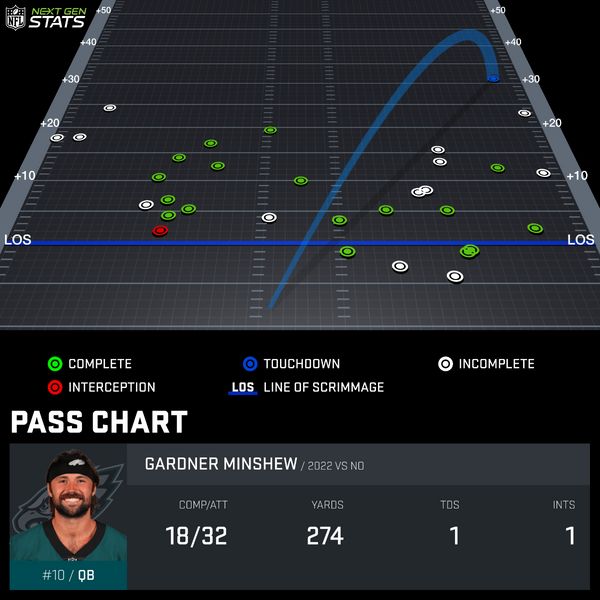 NFL NEXT GEN
STATS
+50 +50
+40 +40
+30 +30
+20 +20
+10 +10
LOS LOS
COMPLETE TOUCHDOWN INCOMPLETE
INTERCEPTION LOS LINE OF SCRIMMAGE
PASS CHART
GARDNER MINSHEW / 2022 VS NO
COMP/ATT YARDS TDS INTS
18/32 274 1 1
#10 / QB